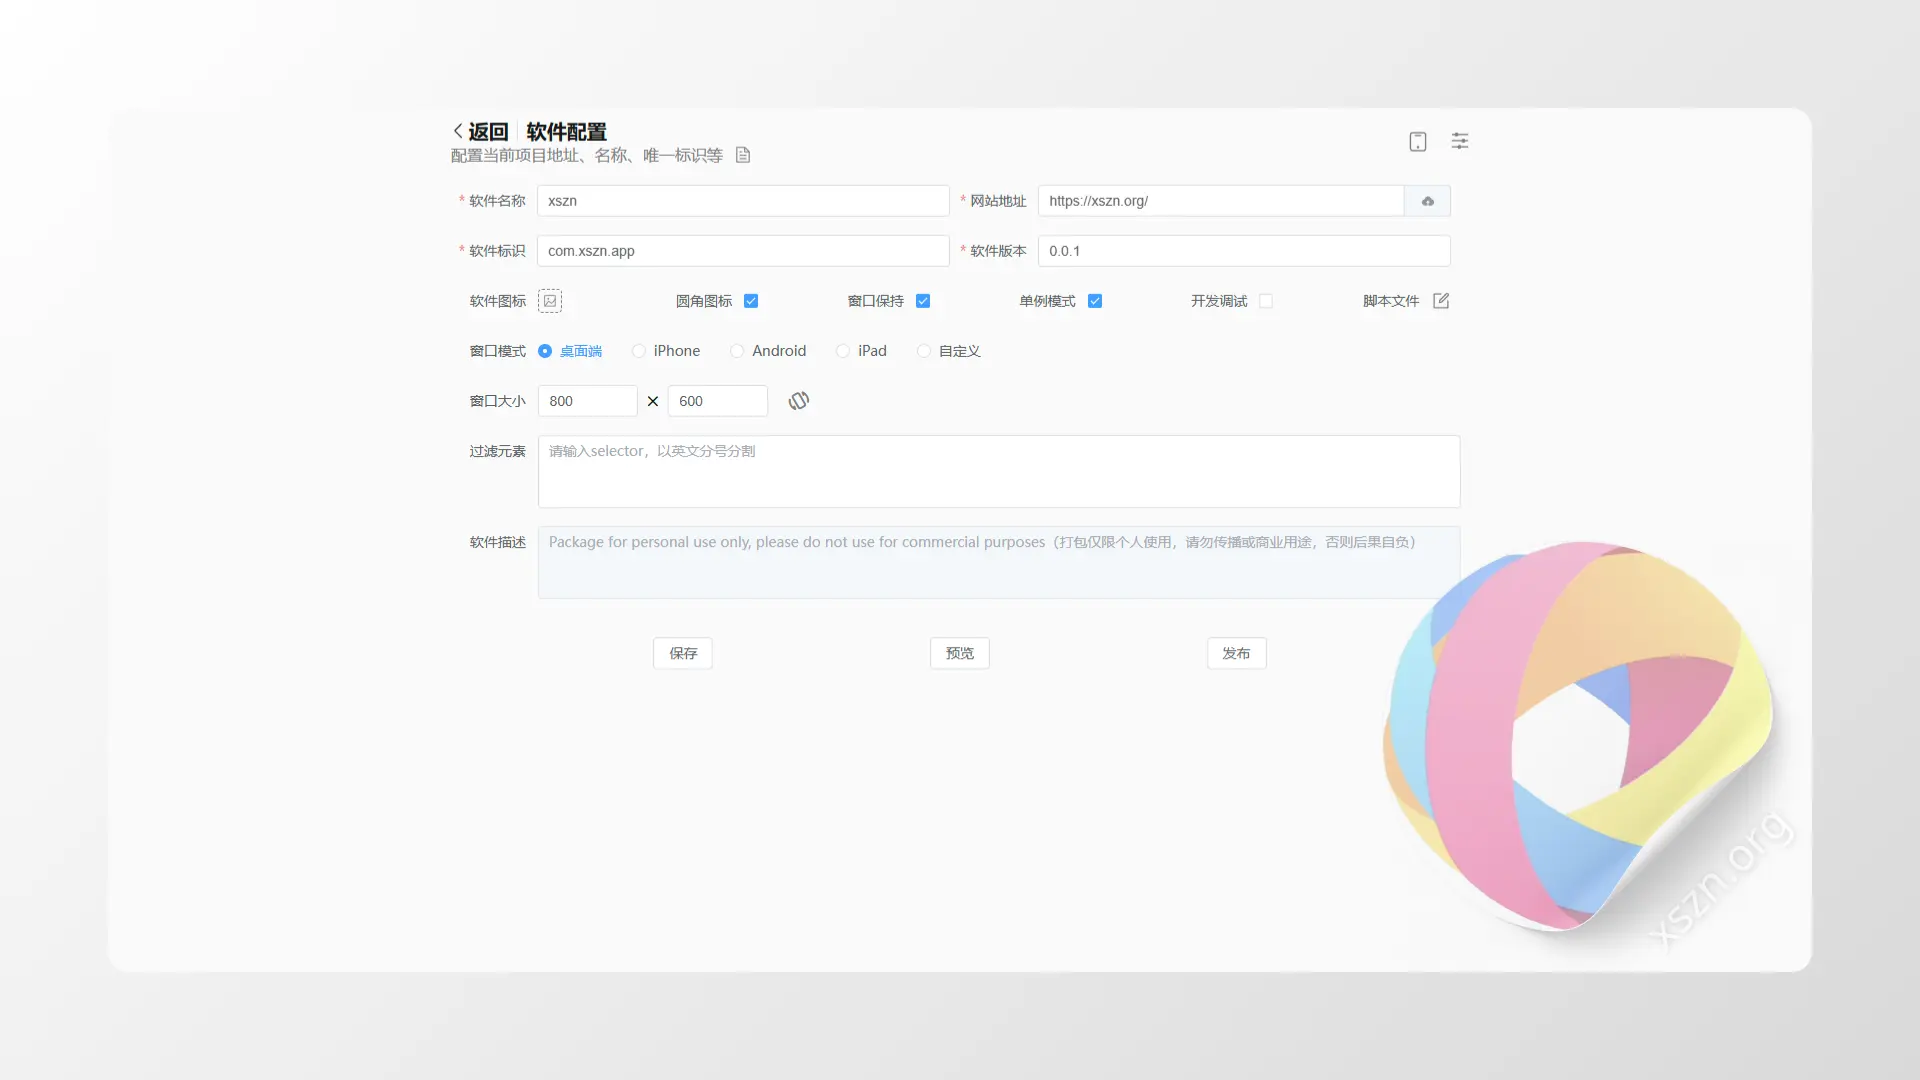 返回 软件配置
配置当前项目地址、名称、唯一标识等
* 软件名称 xszn * 网站地址 https://xszn.org/
* 软件标识 com.xszn.app * 软件版本 0.0.1
软件图标 圆角图标 窗口保持 单例模式 开发调试 脚本文件
窗口模式 桌面端 iPhone Android iPad 自定义
窗口大小 800 × 600
过滤元素 请输入selector，以英文分号分割
软件描述 Package for personal use only, please do not use for commercial purposes（打包仅限个人使用，请勿传播或商业用途，否则后果自负）
保存 预览 发布
xszn.org